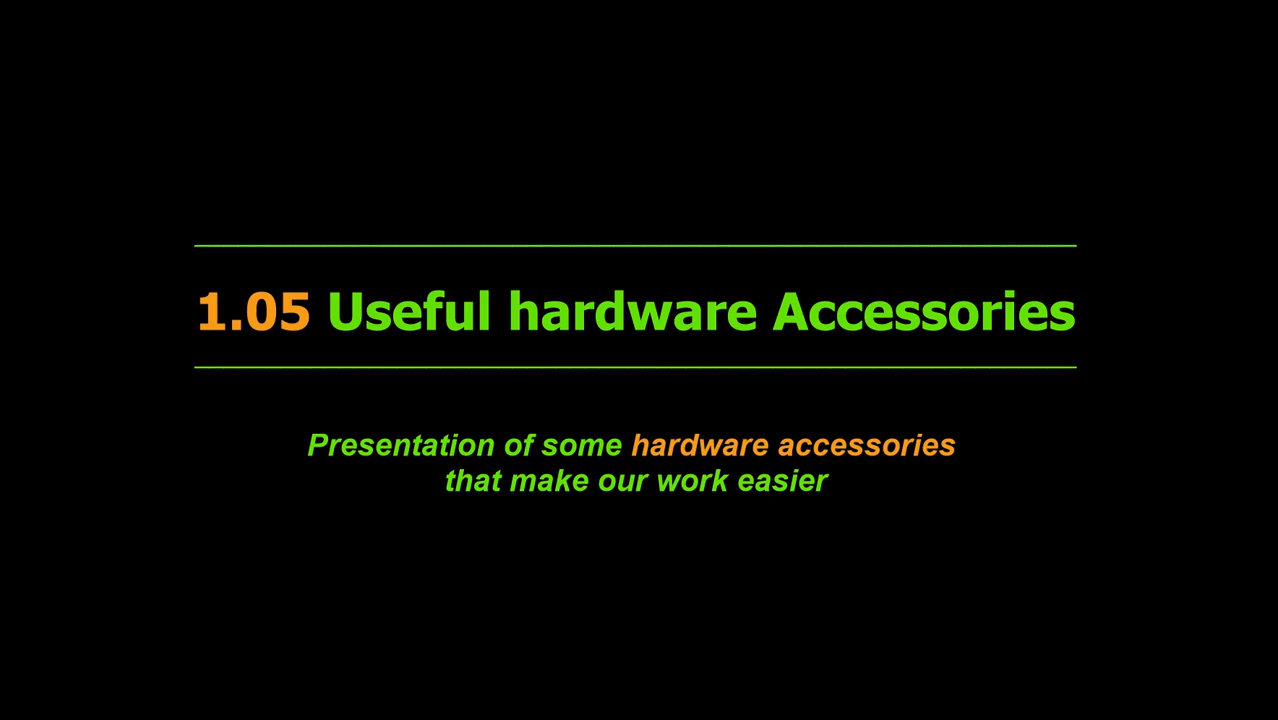 1.05 Useful hardware Accessories
Presentation of some hardware accessories
that make our work easier